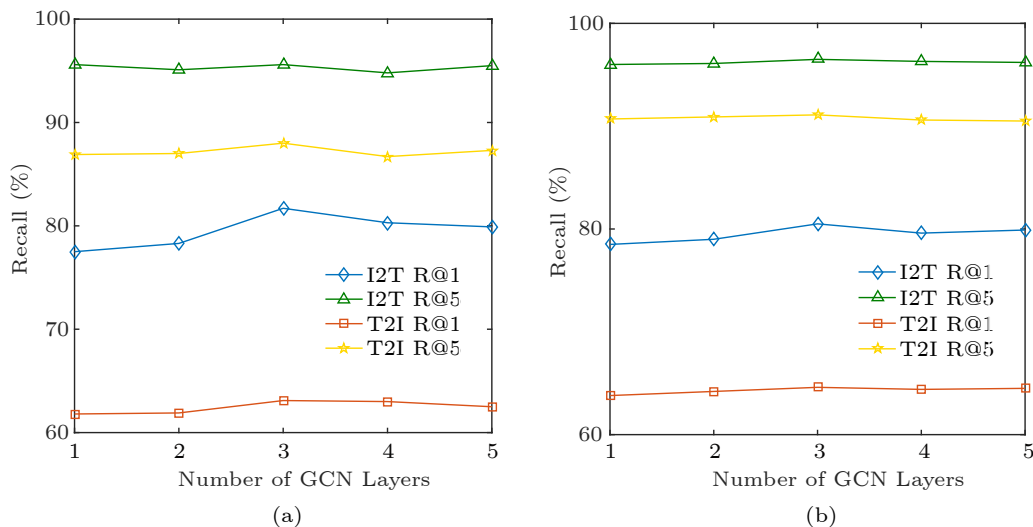 100
90
80
70
60
Recall (%)
I2T R@1
I2T R@5
T2I R@1
T2I R@5
1 2 3 4 5
Number of GCN Layers
(a)
100
80
60
Recall (%)
I2T R@1
I2T R@5
T2I R@1
T2I R@5
1 2 3 4 5
Number of GCN Layers
(b)